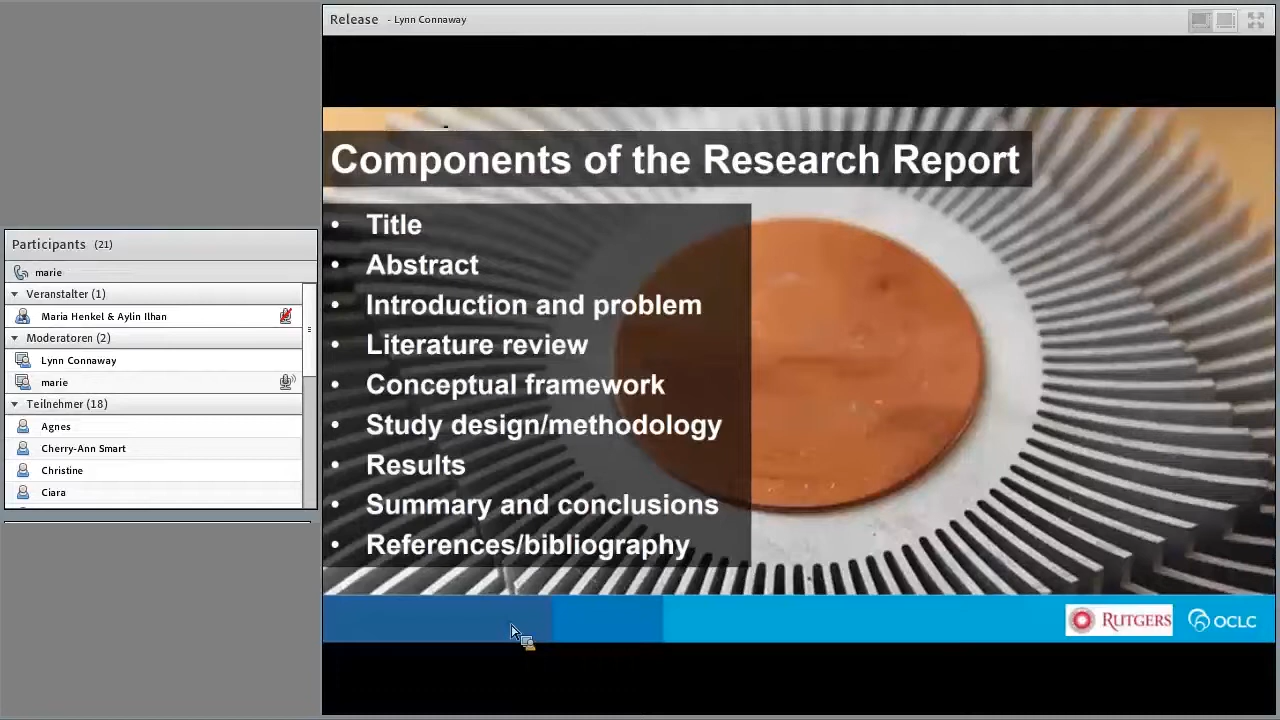 Release - Lynn Connaway
Components of the Research Report
• Title
• Abstract
• Introduction and problem
• Literature review
• Conceptual framework
• Study design/methodology
• Results
• Summary and conclusions
• References/bibliography
RUTGERS
OCLC
Participants (21)
marie
Veranstalter (1)
Maria Henkel & Aylin Ilhan
Moderatoren (2)
Lynn Connaway
marie
Teilnehmer (18)
Agnes
Cherry-Ann Smart
Christine
Ciara